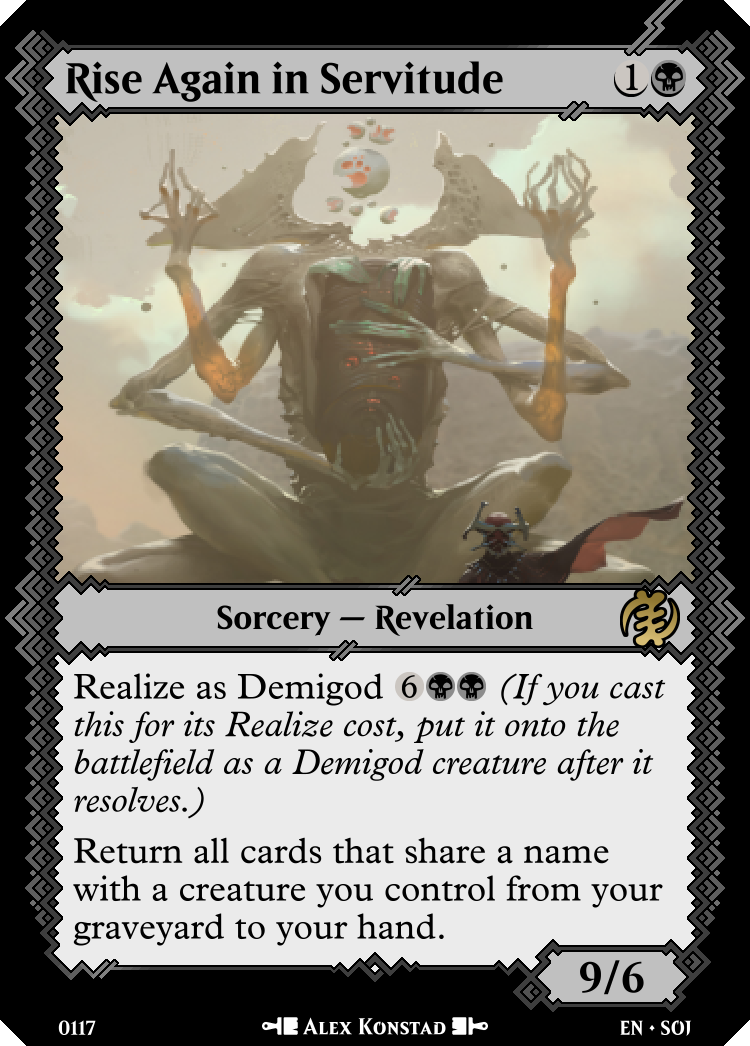 Rise Again in Servitude 1
Sorcery — Revelation
Realize as Demigod 6 (If you cast
this for its Realize cost, put it onto the
battlefield as a Demigod creature after it
resolves.)
Return all cards that share a name
with a creature you control from your
graveyard to your hand.
9/6
0117 Alex Konstad EN • SOI